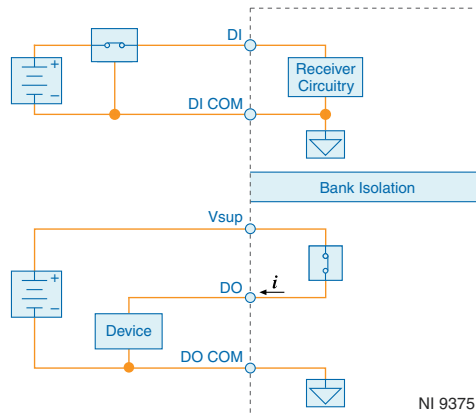 DI
Receiver
Circuitry
DI COM
Bank Isolation
Vsup
i
DO
Device
DO COM
NI 9375
+
−
+
−